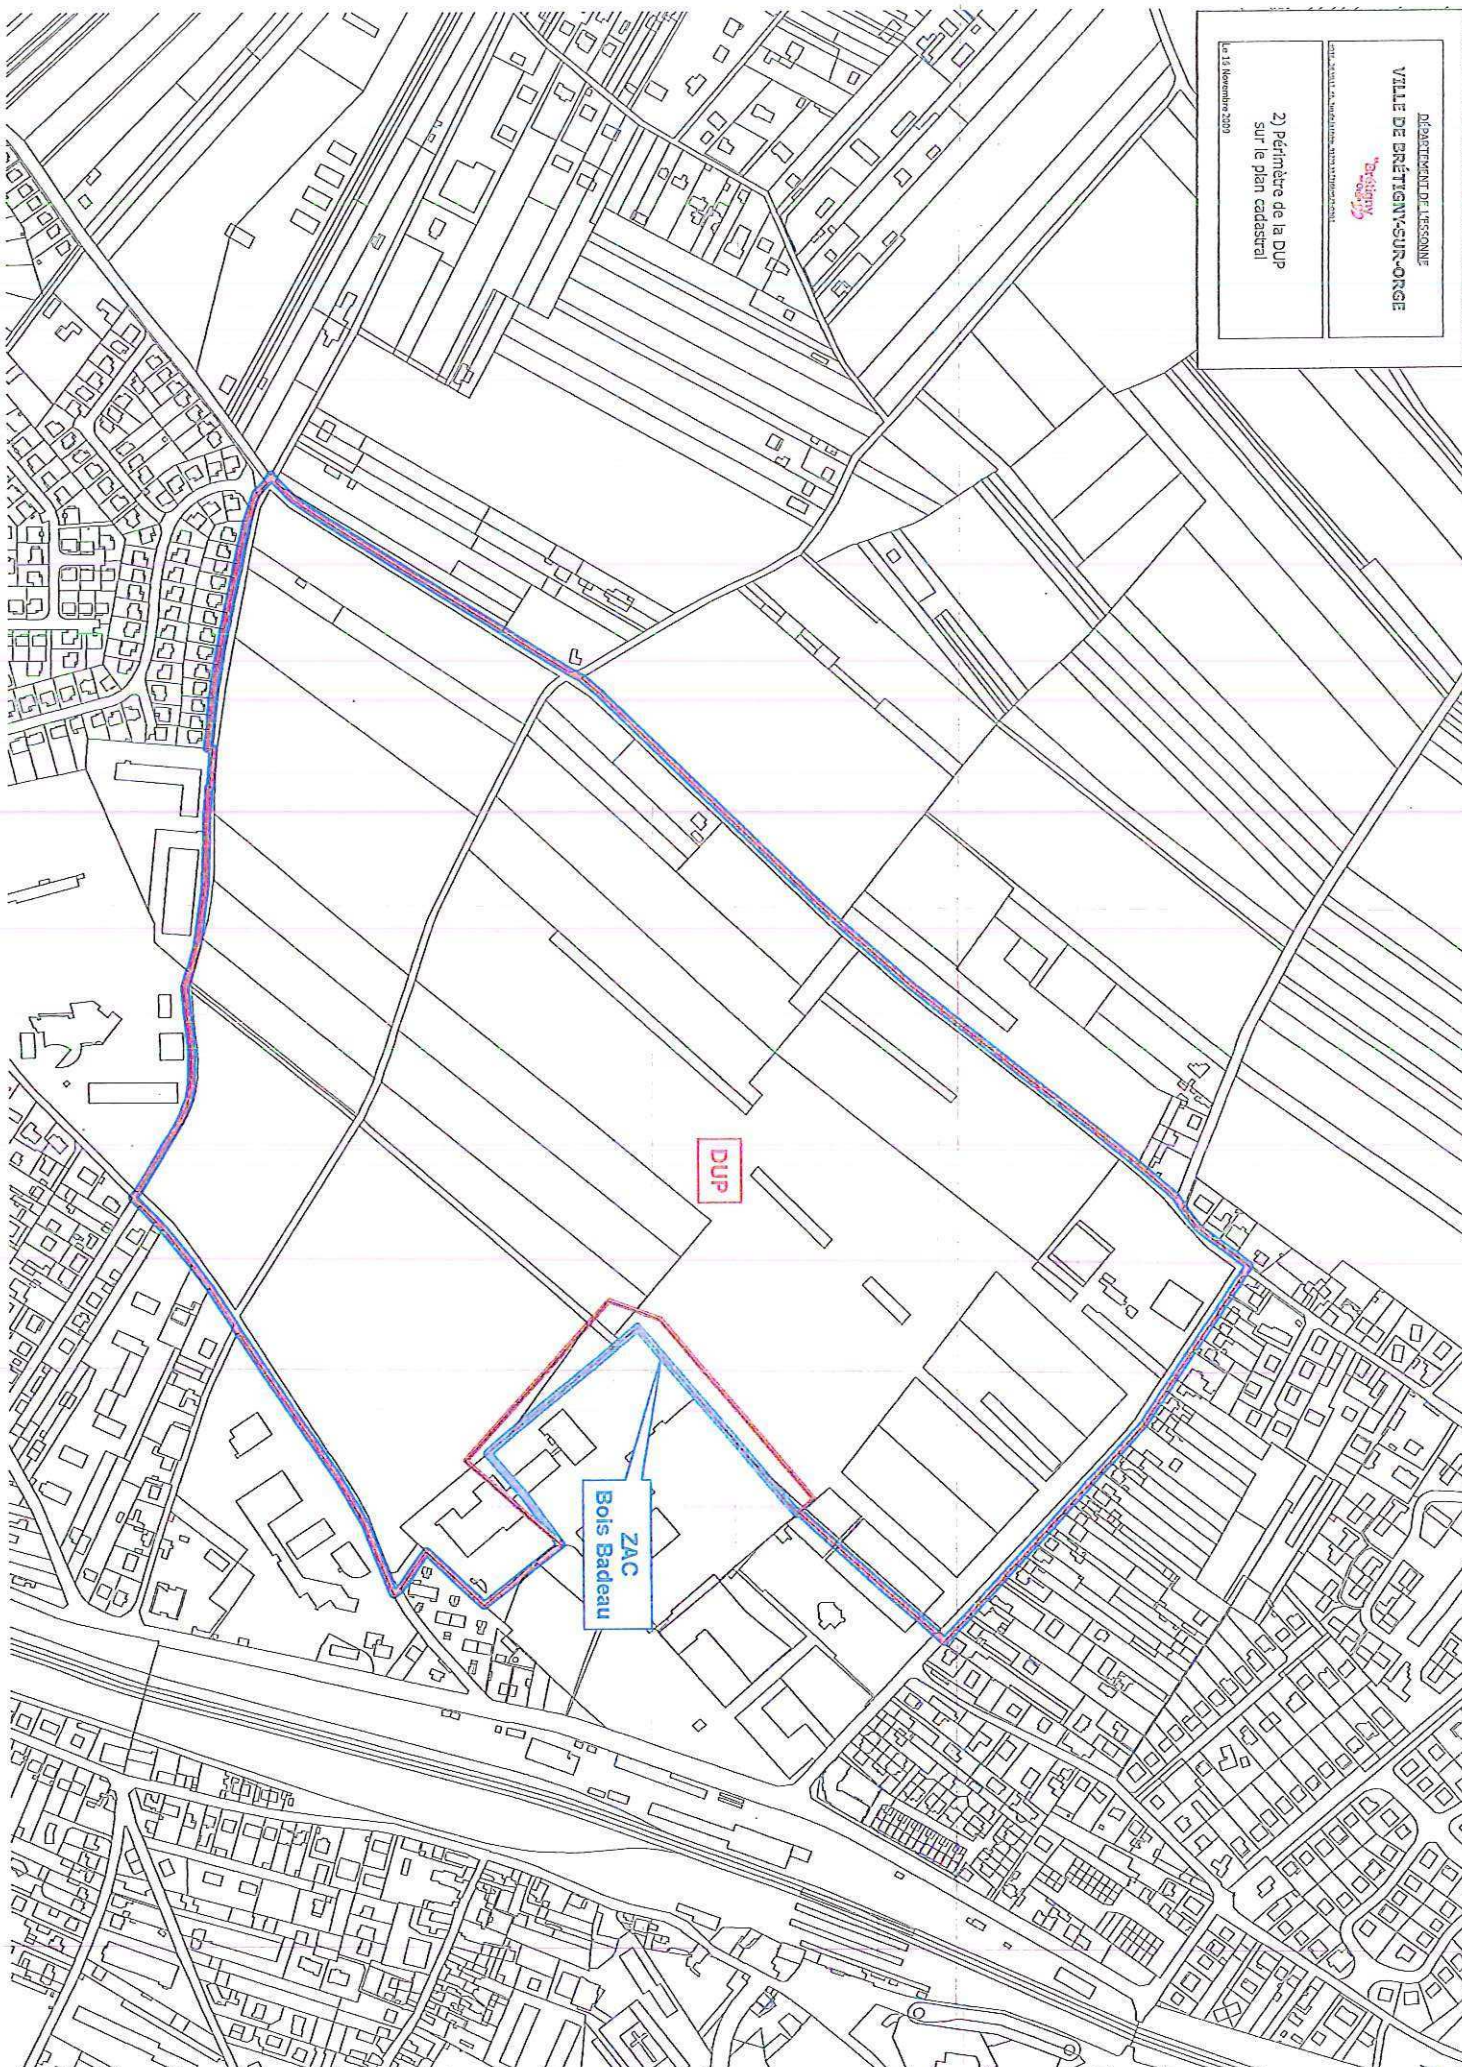 DÉPARTEMENT DE L'ESSONNE
VILLE DE BRÉTIGNY-SUR-ORGE
Brétigny
2) Périmètre de la DUP
sur le plan cadastral
Le 16 Novembre 2009
DUP
ZAC
Bois Badeau